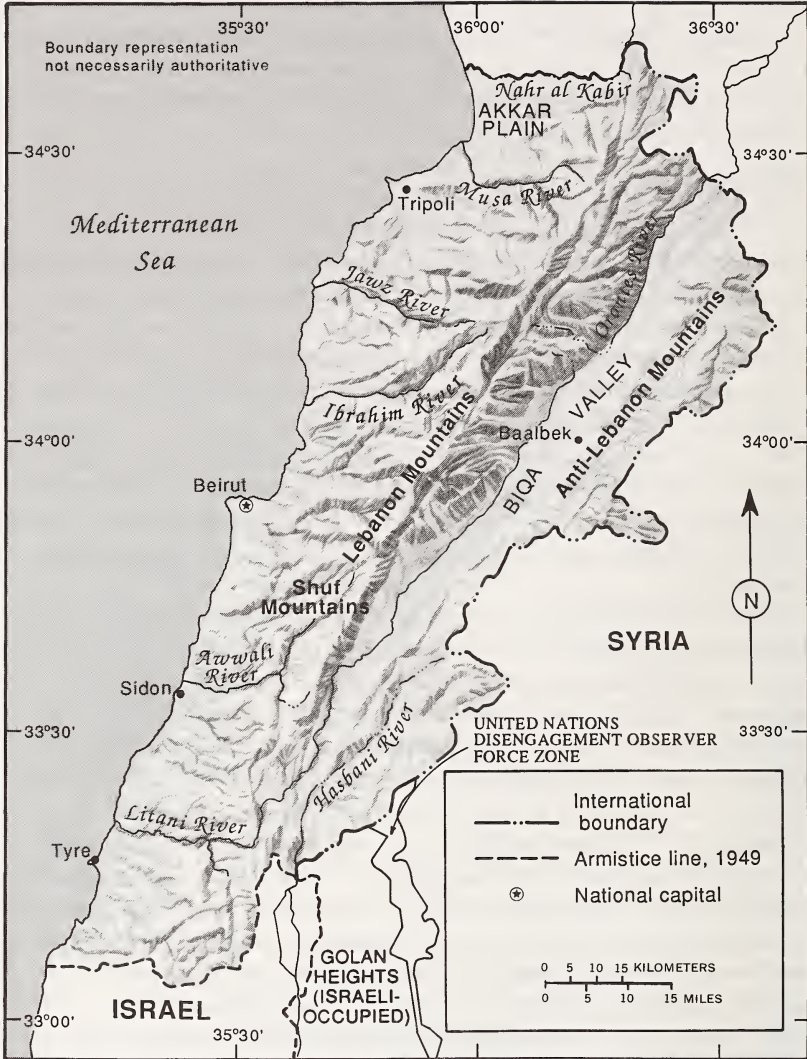 35°30'
36°00'
36°30'
Boundary representation
not necessarily authoritative
Nahr al Kabir
AKKAR
PLAIN
34°30'
34°30'
Musa River
Tripoli
Mediterranean
Sea
Jawz River
Orontes River
Ibrahim River
VALLEY
Baalbek
34°00'
34°00'
Lebanon Mountains
Anti-Lebanon Mountains
BIQA
Beirut
Shuf
Mountains
N
SYRIA
Awwali
River
Sidon
33°30'
33°30'
UNITED NATIONS
DISENGAGEMENT OBSERVER
FORCE ZONE
Hasbani River
Litani River
Tyre
International
boundary
Armistice line, 1949
National capital
0 5 10 15 KILOMETERS
0 5 10 15 MILES
GOLAN
HEIGHTS
(ISRAELI-
OCCUPIED)
ISRAEL
33°00'
35°30'